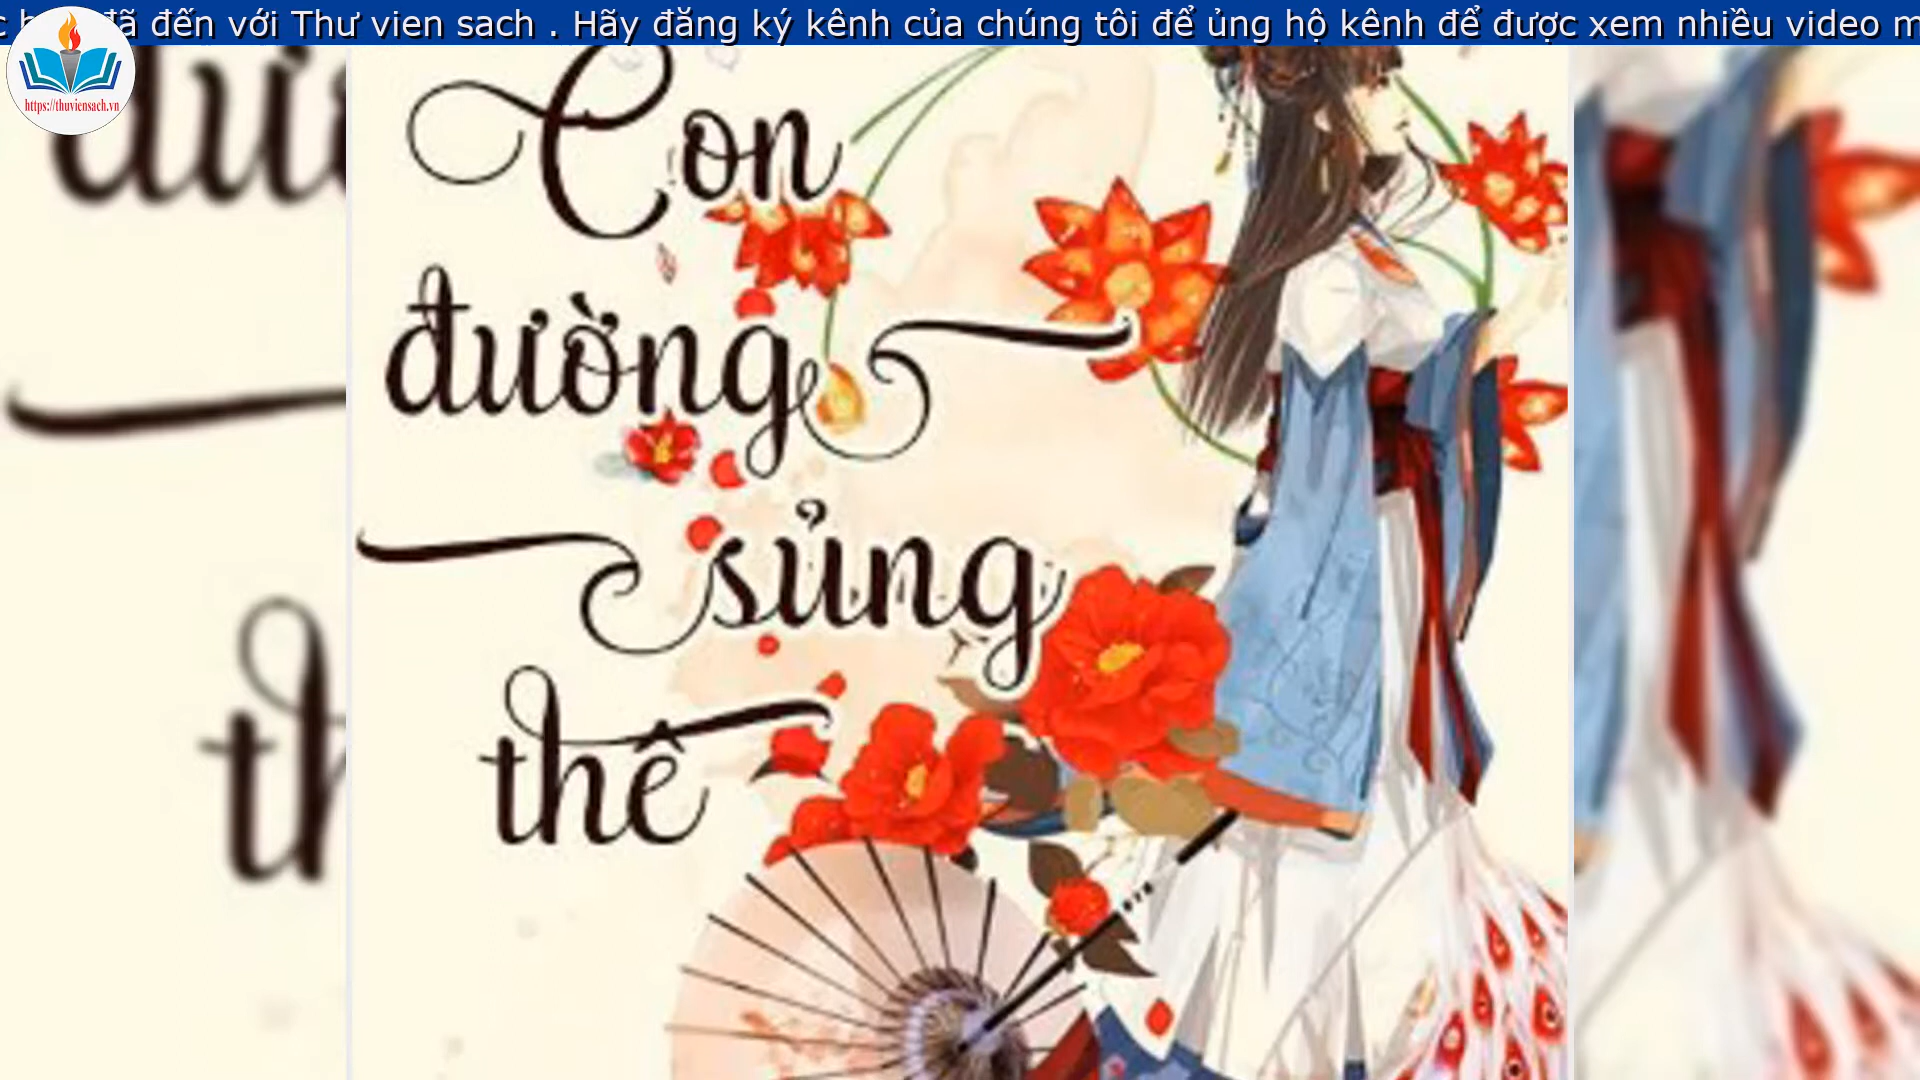 đã đến với Thư vien sach . Hãy đăng ký kênh của chúng tôi để ủng hộ kênh để được xem nhiều video
https://thuviensach.vn
Con
đường
sủng
thê